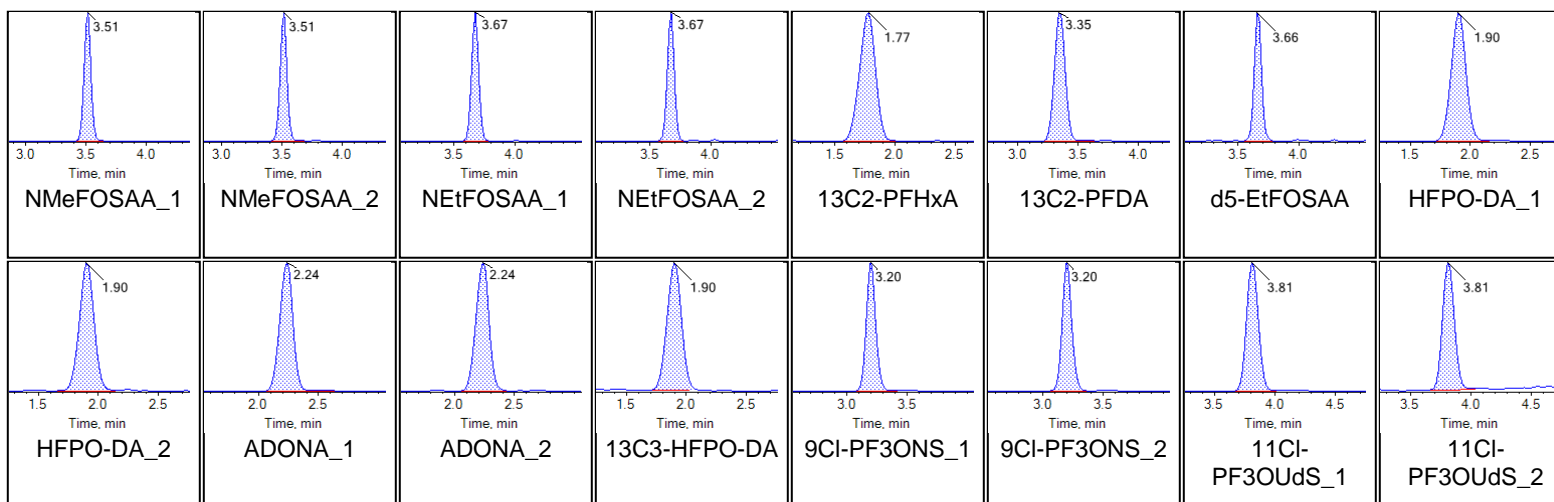 3.51
3.0 3.5 4.0
Time, min
NMeFOSAA_1
3.51
3.0 3.5 4.0
Time, min
NMeFOSAA_2
3.67
3.5 4.0
Time, min
NEtFOSAA_1
3.67
3.5 4.0
Time, min
NEtFOSAA_2
1.77
1.5 2.0 2.5
Time, min
13C2-PFHxA
3.35
3.0 3.5 4.0
Time, min
13C2-PFDA
3.66
3.5 4.0
Time, min
d5-EtFOSAA
1.90
1.5 2.0 2.5
Time, min
HFPO-DA_1
1.90
1.5 2.0 2.5
Time, min
HFPO-DA_2
2.24
2.0 2.5
Time, min
ADONA_1
2.24
2.0 2.5
Time, min
ADONA_2
1.90
1.5 2.0 2.5
Time, min
13C3-HFPO-DA
3.20
3.0 3.5
Time, min
9Cl-PF3ONS_1
3.20
3.0 3.5
Time, min
9Cl-PF3ONS_2
3.81
3.5 4.0 4.5
Time, min
11Cl-
PF3OUdS_1
3.81
3.5 4.0 4.5
Time, min
11Cl-
PF3OUdS_2